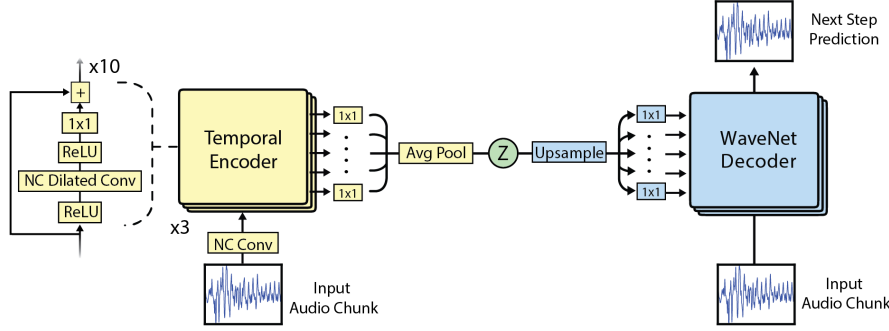 x10
+
1x1
ReLU
NC Dilated Conv
ReLU
Temporal
Encoder
x3
NC Conv
Input
Audio Chunk
1x1
1x1
Avg Pool
Z
Upsample
1x1
1x1
WaveNet
Decoder
Next Step
Prediction
Input
Audio Chunk